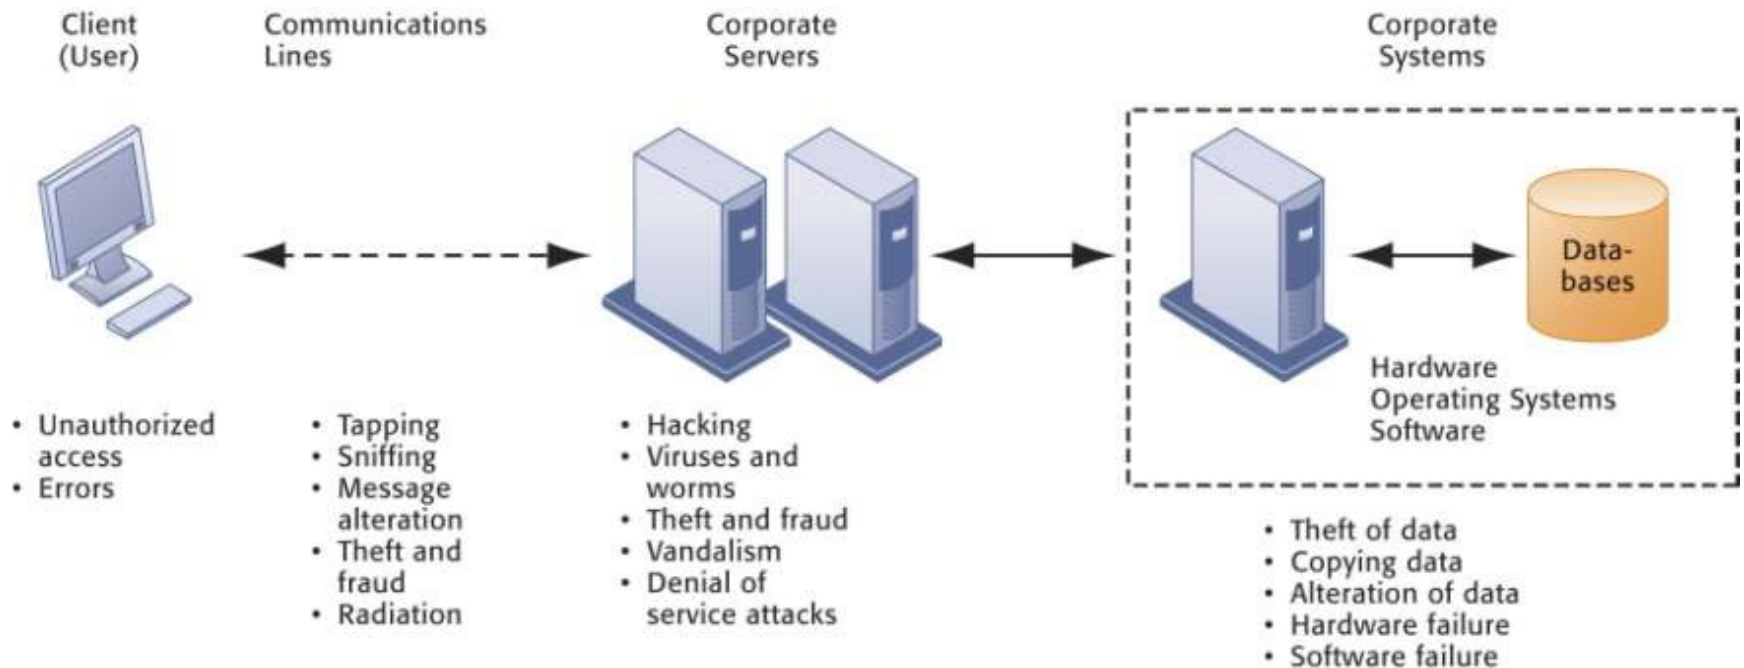 Client
(User)
Communications
Lines
Corporate
Servers
Corporate
Systems
Data-
bases
Hardware
Operating Systems
Software
• Unauthorized
access
• Errors
• Tapping
• Sniffing
• Message
alteration
• Theft and
fraud
• Radiation
• Hacking
• Viruses and
worms
• Theft and fraud
• Vandalism
• Denial of
service attacks
• Theft of data
• Copying data
• Alteration of data
• Hardware failure
• Software failure